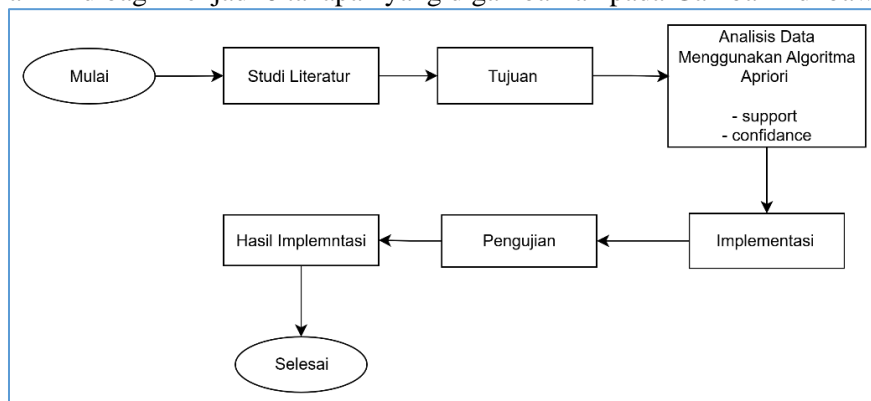 Mulai
Studi Literatur
Tujuan
Analisis Data
Menggunakan Algoritma
Apriori
- support
- confidance
Implementasi
Pengujian
Hasil Implemntasi
Selesai